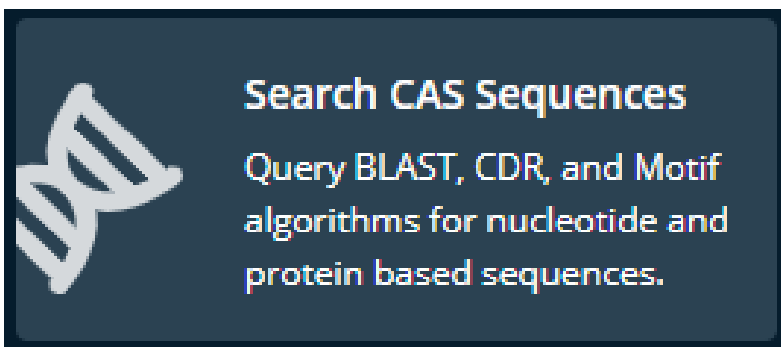 Search CAS Sequences
Query BLAST, CDR, and Motif
algorithms for nucleotide and
protein based sequences.